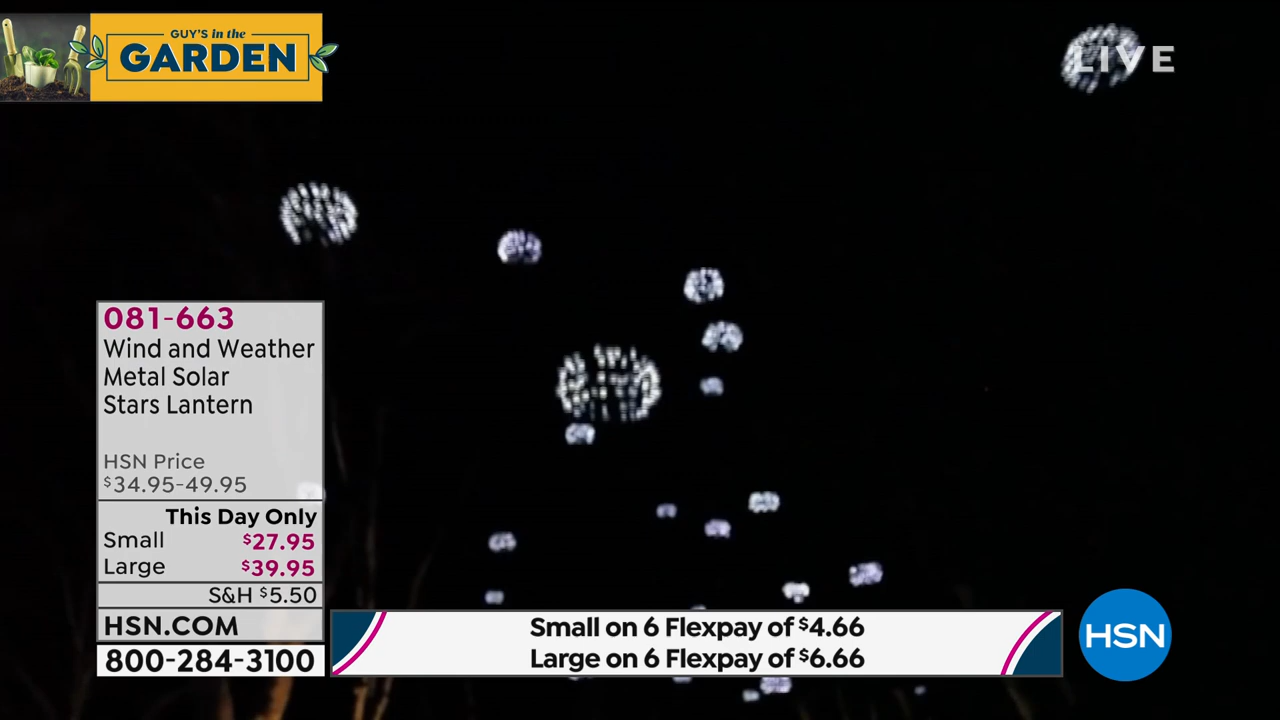 GUY'S in the
GARDEN
LIVE
081-663
Wind and Weather
Metal Solar
Stars Lantern
HSN Price
$34.95-49.95
This Day Only
Small $27.95
Large $39.95
S&H $5.50
HSN.COM
800-284-3100
Small on 6 Flexpay of $4.66
Large on 6 Flexpay of $6.66
HSN